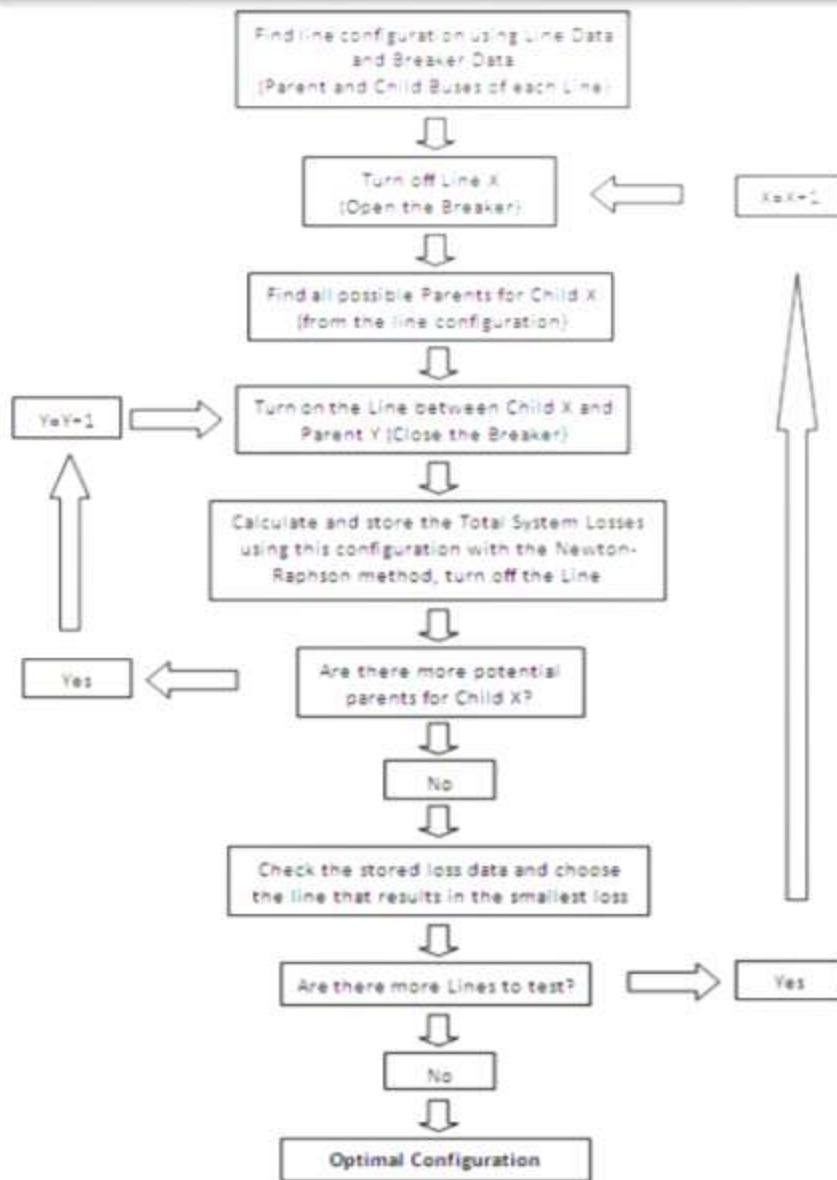 Find line configuration using Line Data
and Breaker Data
(Parent and Child Buses of each Line)
Turn off Line X
(Open the Breaker)
X=X+1
Find all possible Parents for Child X
(from the line configuration)
Y=Y+1
Turn on the Line between Child X and
Parent Y (Close the Breaker)
Calculate and store the Total System Losses
using this configuration with the Newton-
Raphson method, turn off the Line
Yes
Are there more potential
parents for Child X?
No
Check the stored loss data and choose
the line that results in the smallest loss
Are there more Lines to test?
Yes
No
Optimal Configuration